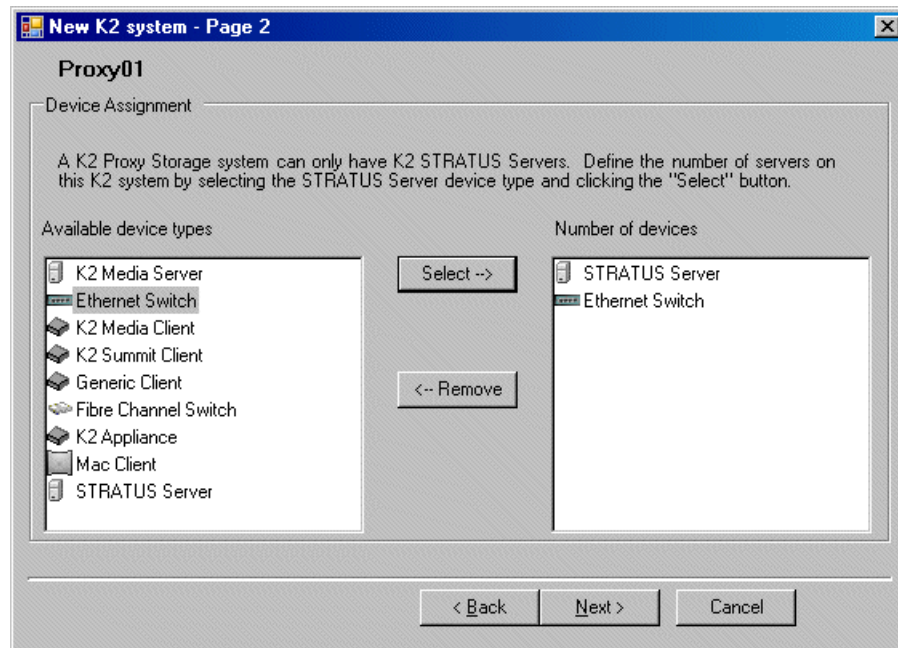 New K2 system - Page 2
Proxy01
Device Assignment
A K2 Proxy Storage system can only have K2 STRATUS Servers. Define the number of servers on
this K2 system by selecting the STRATUS Server device type and clicking the "Select" button.
Available device types
Number of devices
K2 Media Server
Ethernet Switch
K2 Media Client
K2 Summit Client
Generic Client
Fibre Channel Switch
K2 Appliance
Mac Client
STRATUS Server
Select -->
<-- Remove
STRATUS Server
Ethernet Switch
< Back
Next >
Cancel